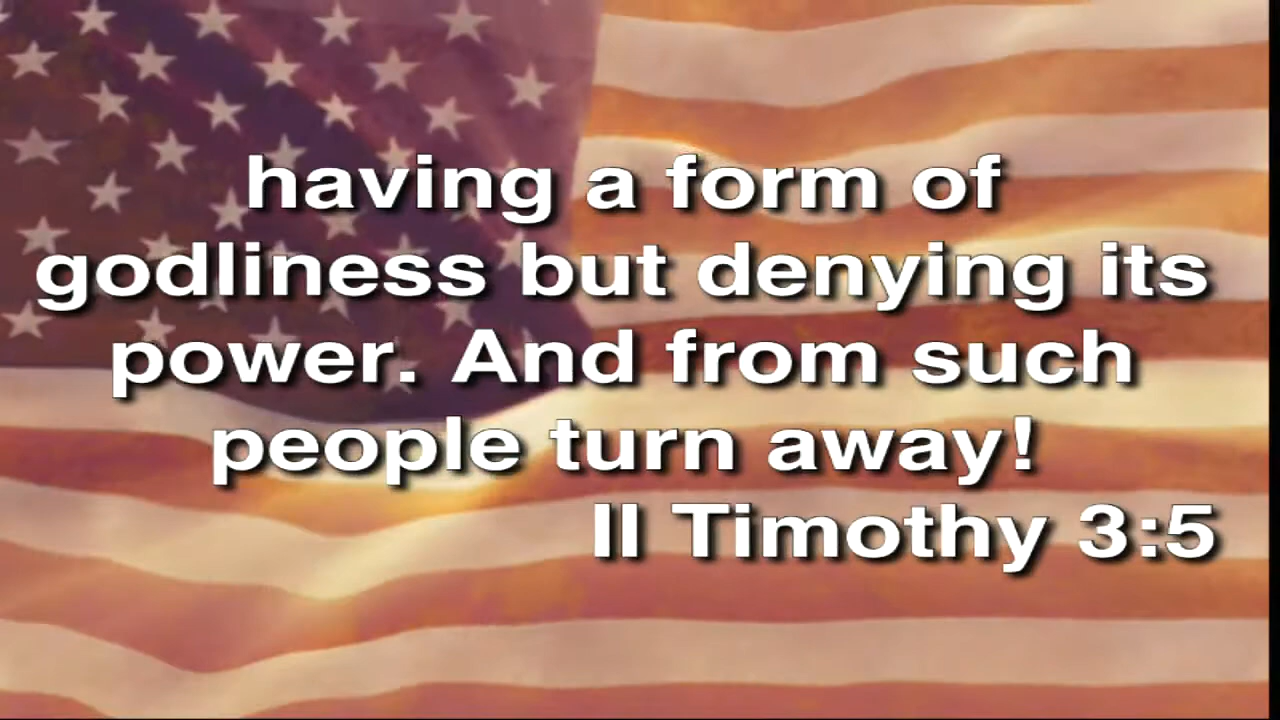 having a form of
godliness but denying its
power. And from such
people turn away!
II Timothy 3:5